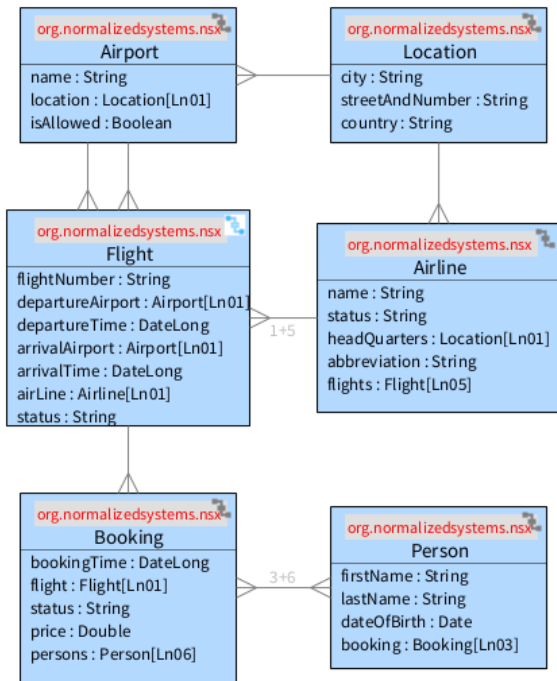 org.normalizedsystems.nsx
Airport
name : String
location : Location[Ln01]
isAllowed : Boolean
org.normalizedsystems.nsx
Location
city : String
streetAndNumber : String
country : String
org.normalizedsystems.nsx
Flight
flightNumber : String
departureAirport : Airport[Ln01]
departureTime : DateLong
arrivalAirport : Airport[Ln01]
arrivalTime : DateLong
airLine : Airline[Ln01]
status : String
1+5
org.normalizedsystems.nsx
Airline
name : String
status : String
headQuarters : Location[Ln01]
abbreviation : String
flights : Flight[Ln05]
org.normalizedsystems.nsx
Booking
bookingTime : DateLong
flight : Flight[Ln01]
status : String
price : Double
persons : Person[Ln06]
3+6
org.normalizedsystems.nsx
Person
firstName : String
lastName : String
dateOfBirth : Date
booking : Booking[Ln03]